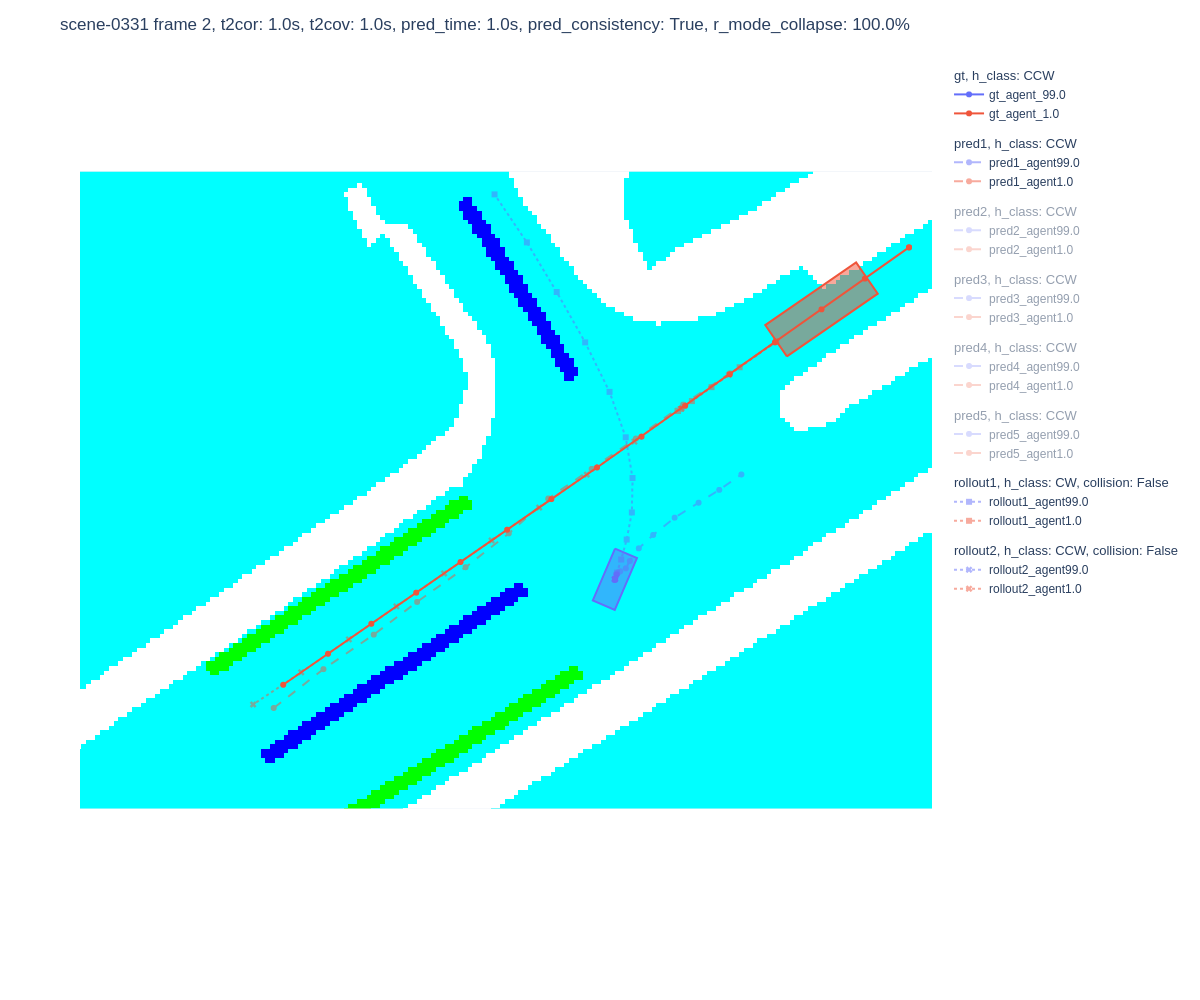 scene-0331 frame 2, t2cor: 1.0s, t2cov: 1.0s, pred_time: 1.0s, pred_consistency: True, r_mode_collapse: 100.0%
gt, h_class: CCW
gt_agent_99.0
gt_agent_1.0
pred1, h_class: CCW
pred1_agent99.0
pred1_agent1.0
pred2, h_class: CCW
pred2_agent99.0
pred2_agent1.0
pred3, h_class: CCW
pred3_agent99.0
pred3_agent1.0
pred4, h_class: CCW
pred4_agent99.0
pred4_agent1.0
pred5, h_class: CCW
pred5_agent99.0
pred5_agent1.0
rollout1, h_class: CW, collision: False
rollout1_agent99.0
rollout1_agent1.0
rollout2, h_class: CCW, collision: False
rollout2_agent99.0
rollout2_agent1.0